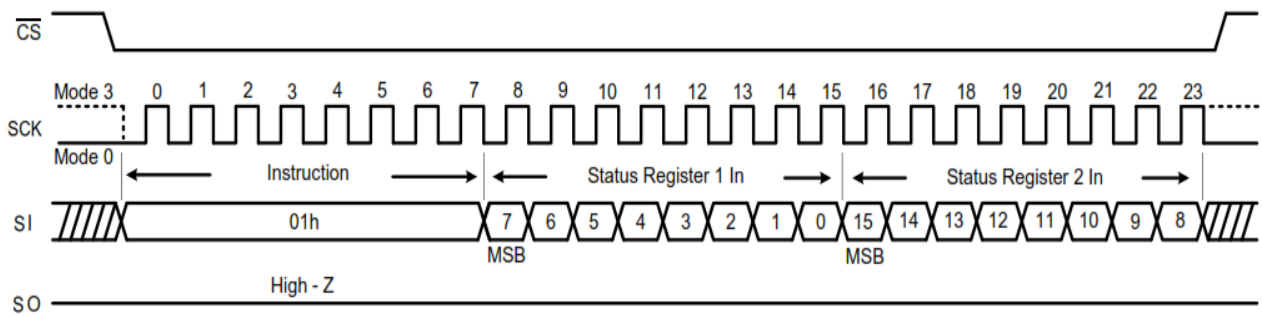 CS
Mode 3 0 1 2 3 4 5 6 7 8 9 10 11 12 13 14 15 16 17 18 19 20 21 22 23
SCK
Mode 0
Instruction Status Register 1 In Status Register 2 In
SI 01h 7 6 5 4 3 2 1 0 15 14 13 12 11 10 9 8
MSB MSB
High - Z
SO